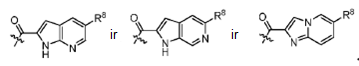 O R⁸ N H N ir O R⁸ N H N ir O N N R⁸ .